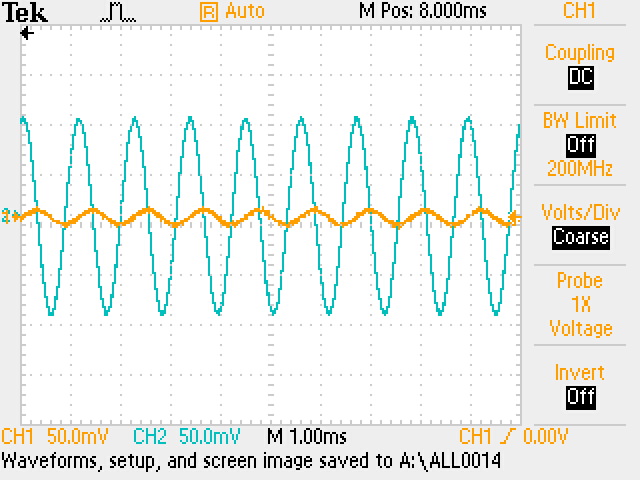 Tek R Auto M Pos: 8.000ms CH1
Coupling
DC
BW Limit
Off
200MHz
Volts/Div
Coarse
Probe
1X
Voltage
Invert
Off
CH1 50.0mV CH2 50.0mV M 1.00ms CH1 / 0.00V
Waveforms, setup, and screen image saved to A:\ALL0014